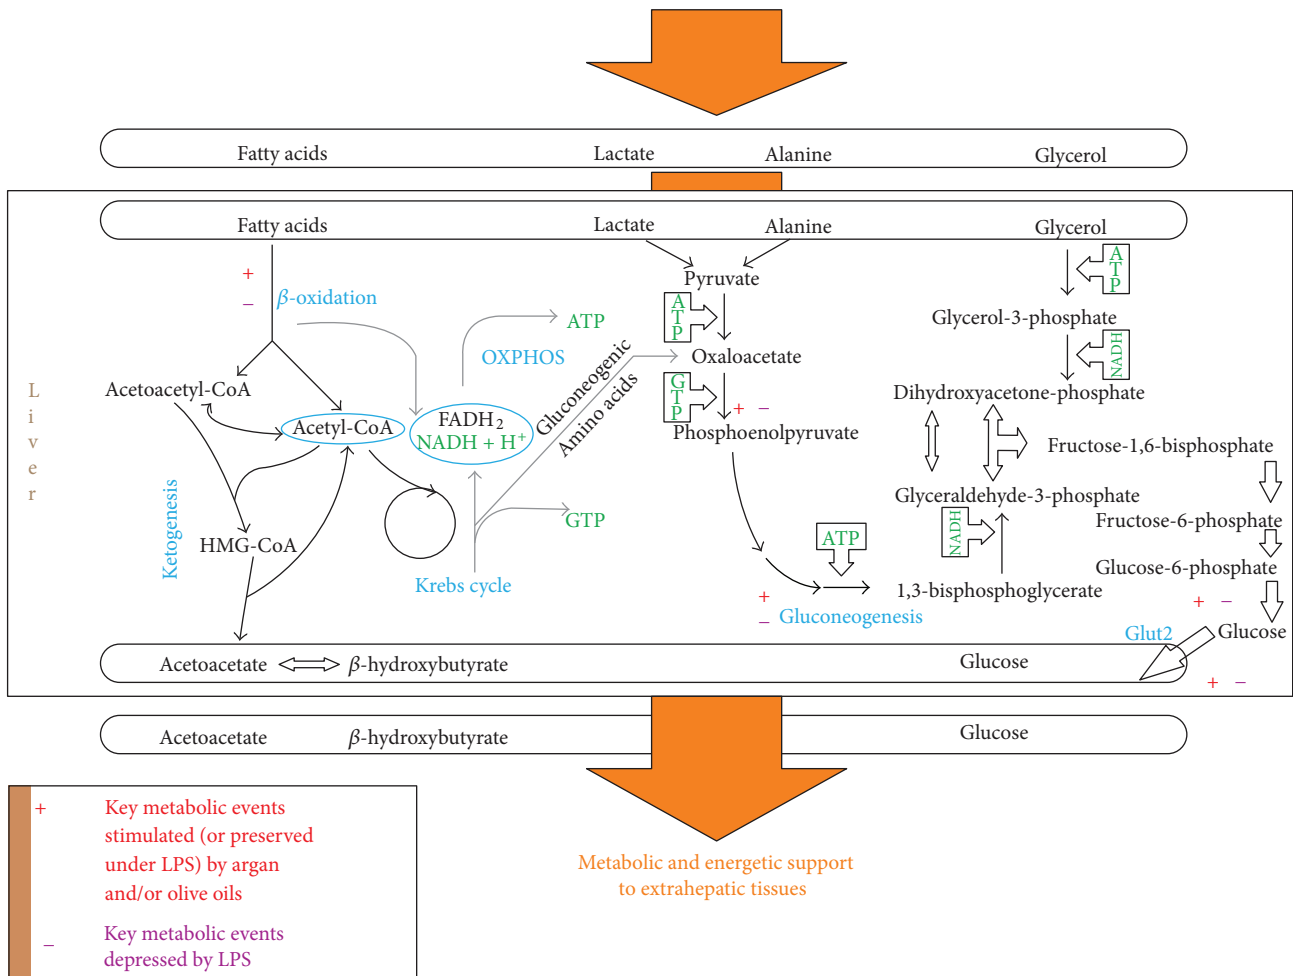 Fatty acids Lactate Alanine Glycerol
Fatty acids Lactate Alanine Glycerol
+
−
β-oxidation
Pyruvate
ATP
ATP
Glycerol-3-phosphate
ATP
OXPHOS
Oxaloacetate
NADH
Gluconeogenic
Amino acids
Acetoacetyl-CoA
GTP
Dihydroxyacetone-phosphate
Liver
Acetyl-CoA
FADH2
NADH + H+
+ −
Phosphoenolpyruvate
Fructose-1,6-bisphosphate
Ketogenesis
Glyceraldehyde-3-phosphate
GTP
Fructose-6-phosphate
HMG-CoA
ATP
NADH
Glucose-6-phosphate
Krebs cycle
1,3-bisphosphoglycerate
+
−
Gluconeogenesis
+ −
Glut2
Glucose
Acetoacetate β-hydroxybutyrate Glucose
+ −
Acetoacetate β-hydroxybutyrate Glucose
+ Key metabolic events
stimulated (or preserved
under LPS) by argan
and/or olive oils
− Key metabolic events
depressed by LPS
Metabolic and energetic support
to extrahepatic tissues